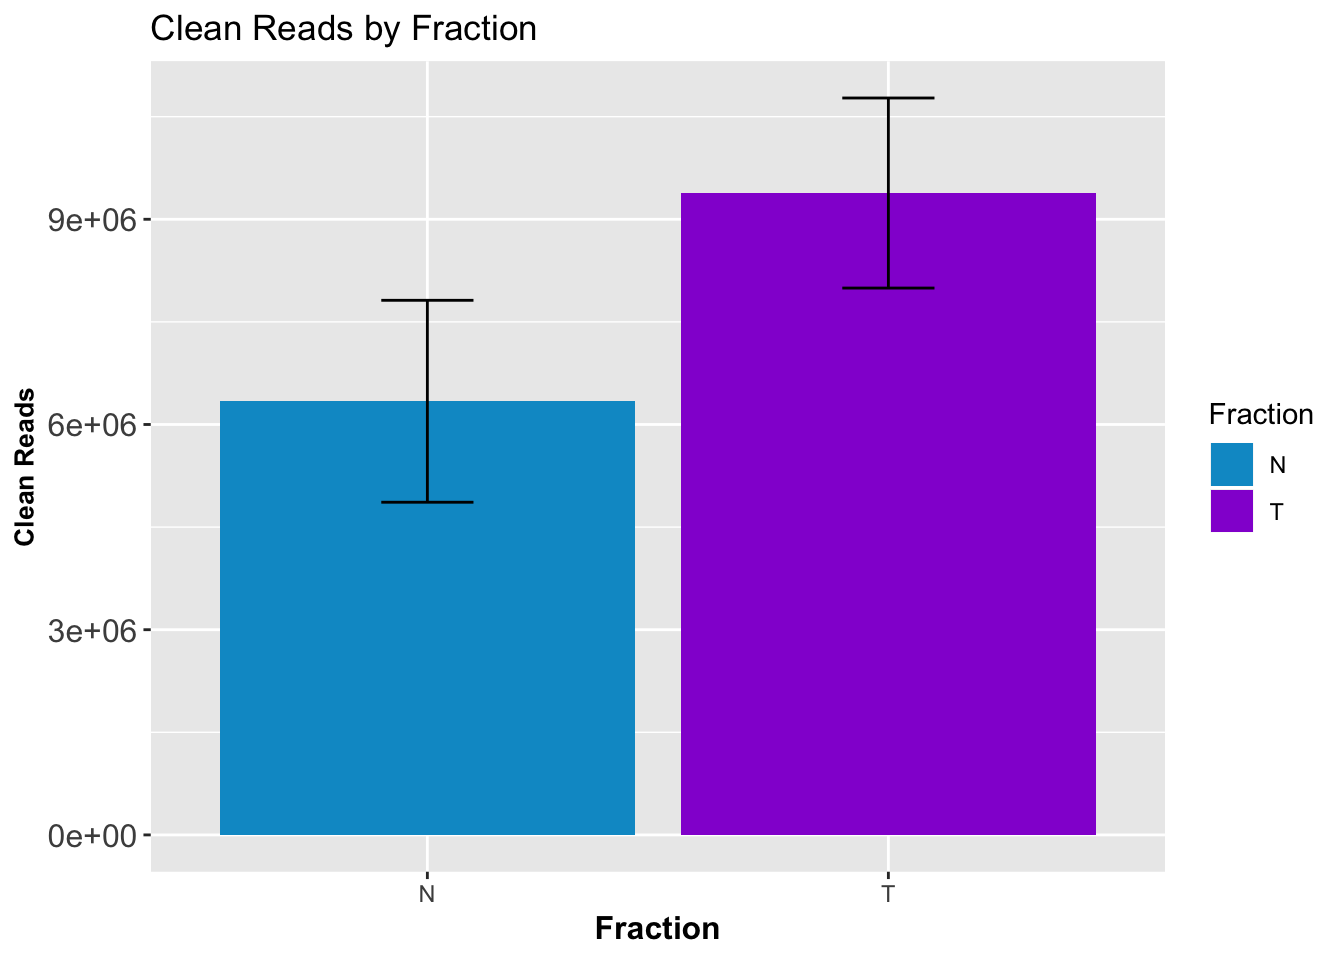 Clean Reads by Fraction
Clean Reads
9e+06
6e+06
3e+06
0e+00
N
T
Fraction
Fraction
N
T